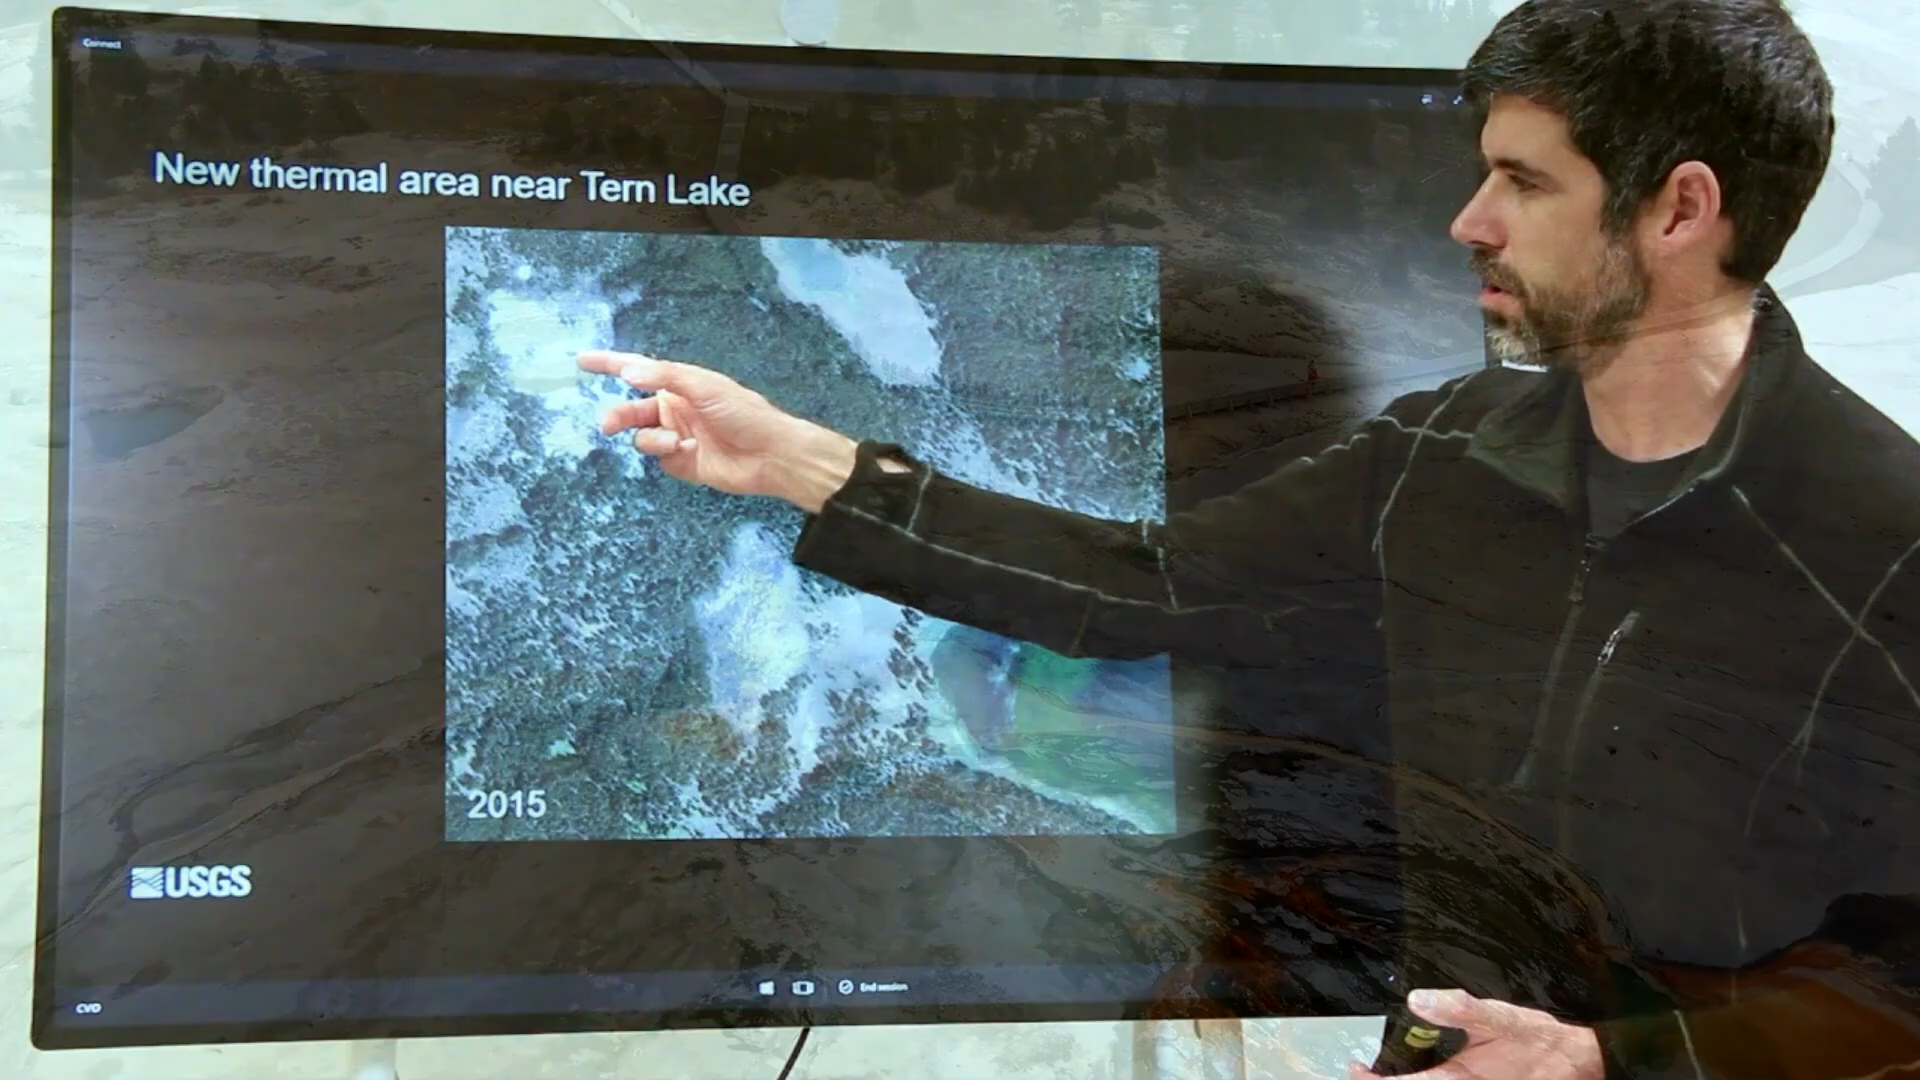 Connect
New thermal area near Tern Lake
2015
USGS
End session
CVO